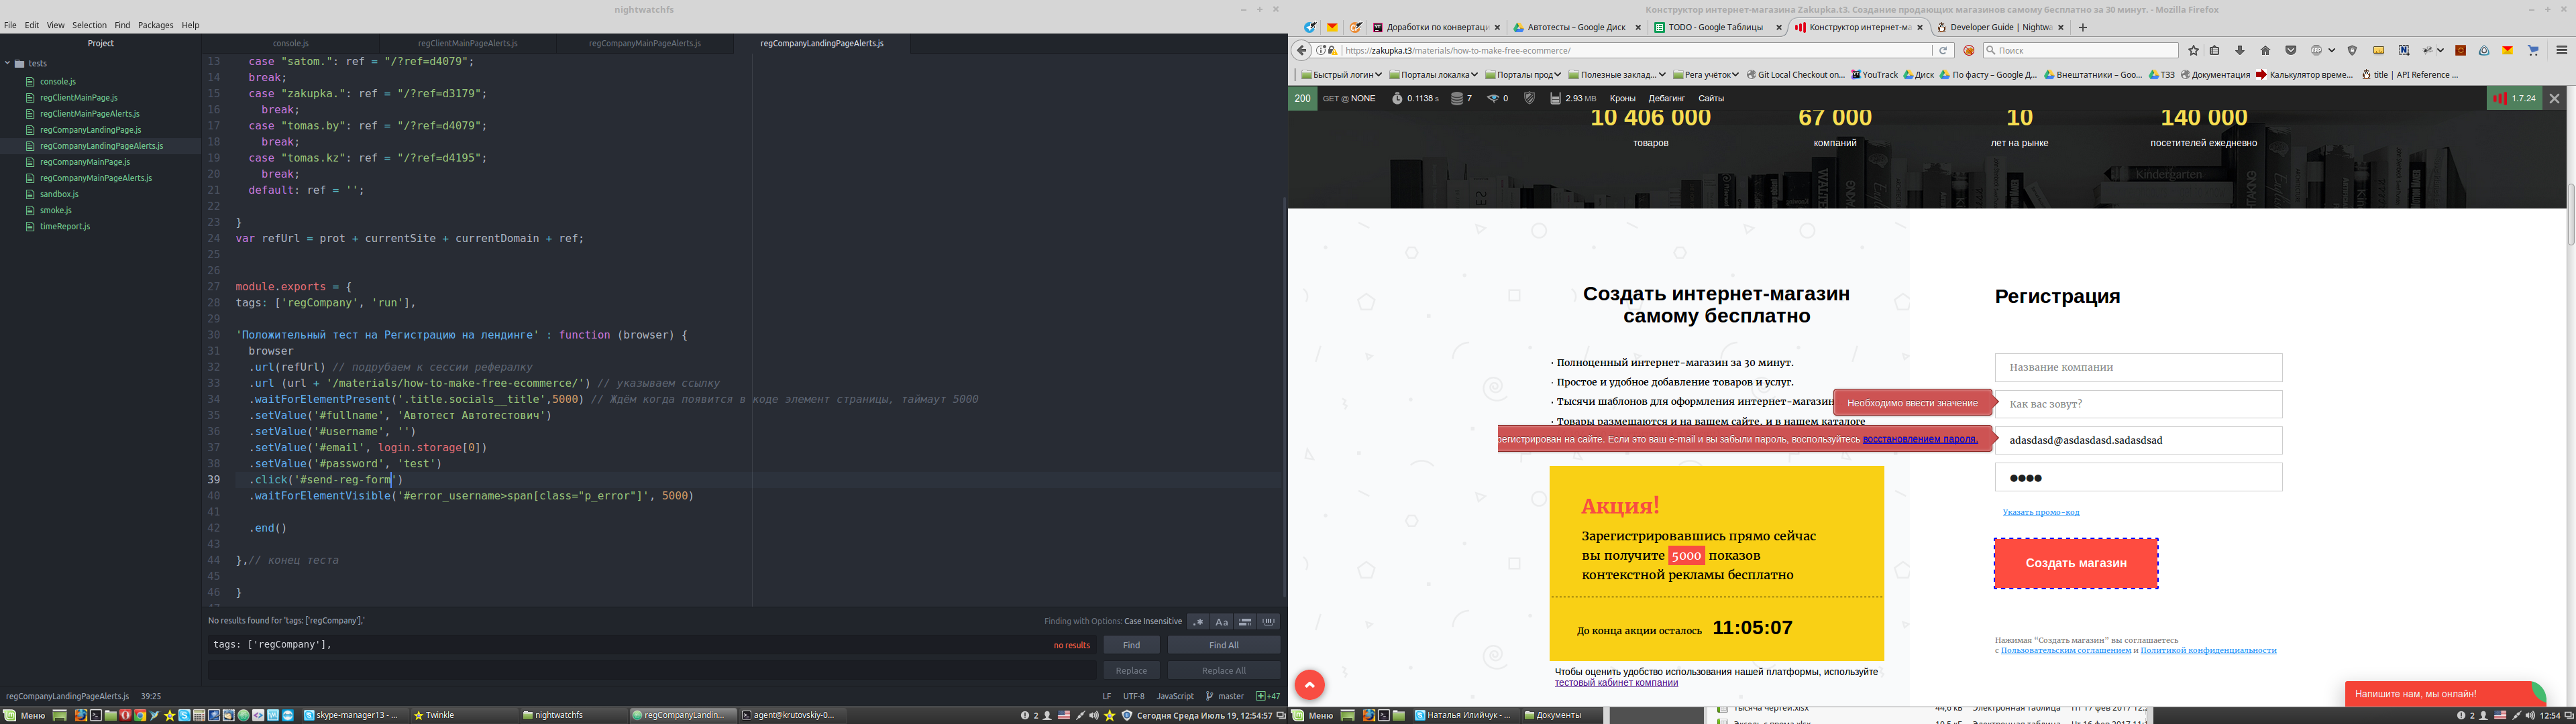 nightwatchfs
File Edit View Selection Find Packages Help
Project
tests
console.js
regClientMainPage.js
regClientMainPageAlerts.js
regCompanyLandingPage.js
regCompanyLandingPageAlerts.js
regCompanyMainPage.js
regCompanyMainPageAlerts.js
sandbox.js
smoke.js
timeReport.js
console.js regClientMainPageAlerts.js regCompanyMainPageAlerts.js regCompanyLandingPageAlerts.js
13 case "satom.": ref = "/?ref=d4079";
14 break;
15 case "zakupka.": ref = "/?ref=d3179";
16 break;
17 case "tomas.by": ref = "/?ref=d4079";
18 break;
19 case "tomas.kz": ref = "/?ref=d4195";
20 break;
21 default: ref = '';
22
23 }
24 var refUrl = prot + currentSite + currentDomain + ref;
25
26
27 module.exports = {
28 tags: ['regCompany', 'run'],
29
30 'Положительный тест на Регистрацию на лендинге' : function (browser) {
31 browser
32 .url(refUrl) // подрубаем к сессии рефералку
33 .url (url + '/materials/how-to-make-free-ecommerce/') // указываем ссылку
34 .waitForElementPresent('.title.socials__title',5000) // Ждём когда появится в коде элемент страницы, таймаут 5000
35 .setValue('#fullname', 'Автотест Автотестович')
36 .setValue('#username', '')
37 .setValue('#email', login.storage[0])
38 .setValue('#password', 'test')
39 .click('#send-reg-form')
40 .waitForElementVisible('#error_username>span[class="p_error"]', 5000)
41
42 .end()
43
44 },// конец теста
45
46 }
No results found for 'tags: ['regCompany'],'
Finding with Options: Case Insensitive .* Aa
tags: ['regCompany'], no results Find Find All
Replace Replace All
regCompanyLandingPageAlerts.js 39:25 LF UTF-8 JavaScript master +47
Меню skype-manager13 - ... Twinkle nightwatchfs regCompanyLandin... agent@krutovskiy-0... 2 Сегодня Среда Июль 19, 12:54:57
Конструктор интернет-магазина Zakupka.t3. Создание продающих магазинов самому бесплатно за 30 минут. - Mozilla Firefox
Доработки по конвертаци Автотесты – Google Диск TODO - Google Таблицы Конструктор интернет-ма Developer Guide | Nightwa
https://zakupka.t3/materials/how-to-make-free-ecommerce/ Поиск
Быстрый логин Порталы локалка Порталы прод Полезные заклад... Рега учёток Git Local Checkout on... YouTrack Диск По фасту – Google Д... Внештатники – Goo... ТЗЗ Документация Калькулятор време... title | API Reference ...
200 GET @ NONE 0.1138 s 7 0 2.93 MB Кроны Дебагинг Сайты 1.7.24
10 406 000 67 000 10 140 000
товаров компаний лет на рынке посетителей ежедневно
Kindergarten
Создать интернет-магазин
самому бесплатно
· Полноценный интернет-магазин за 30 минут.
· Простое и удобное добавление товаров и услуг.
· Тысячи шаблонов для оформления интернет-магазин
· Товары размещаются и на вашем сайте, и в нашем каталоге
Акция!
Зарегистрировавшись прямо сейчас
вы получите 5000 показов
контекстной рекламы бесплатно
До конца акции осталось 11:05:07
Чтобы оценить удобство использования нашей платформы, используйте
тестовый кабинет компании
Регистрация
Название компании
Необходимо ввести значение
Как вас зовут?
регистрирован на сайте. Если это ваш e-mail и вы забыли пароль, воспользуйтесь восстановлением пароля.
adasdasd@asdasdasd.sadasdsad
Указать промо-код
Создать магазин
Нажимая "Создать магазин" вы соглашаетесь
с Пользовательским соглашением и Политикой конфиденциальности
Напишите нам, мы онлайн!
Меню Наталья Илийчук - ... Документы 2 12:54